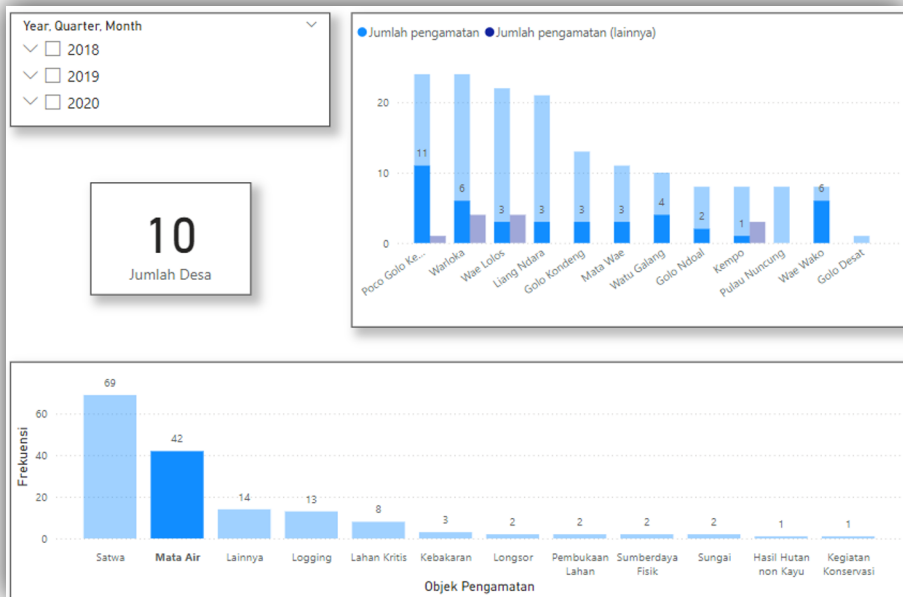 Year, Quarter, Month
2018
2019
2020
10
Jumlah Desa
Jumlah pengamatan Jumlah pengamatan (lainnya)
20
10
0
11
6
3
3
3
3
4
2
1
6
Poco Golo Ke...
Warloka
Wae Lolos
Liang Ndara
Golo Kondeng
Mata Wae
Watu Galang
Golo Ndoal
Kempo
Pulau Nuncung
Wae Wako
Golo Desat
Frekuensi
60
40
20
0
69
42
14
13
8
3
2
2
2
2
1
1
Satwa
Mata Air
Lainnya
Logging
Lahan Kritis
Kebakaran
Longsor
Pembukaan
Lahan
Sumberdaya
Fisik
Sungai
Hasil Hutan
non Kayu
Kegiatan
Konservasi
Objek Pengamatan